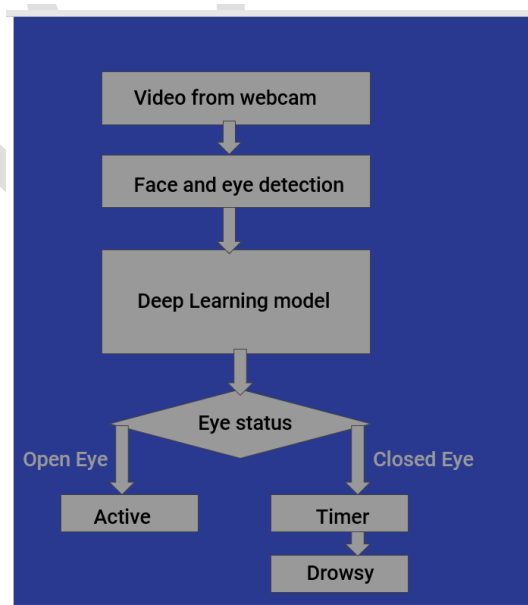 Video from webcam
Face and eye detection
Deep Learning model
Eye status
Open Eye
Closed Eye
Active
Timer
Drowsy